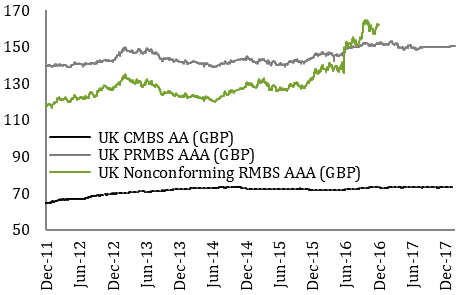 170
150
130
110
90
70
50
UK CMBS AA (GBP)
UK PRMBS AAA (GBP)
UK Nonconforming RMBS AAA (GBP)
Dec-11
Jun-12
Dec-12
Jun-13
Dec-13
Jun-14
Dec-14
Jun-15
Dec-15
Jun-16
Dec-16
Jun-17
Dec-17